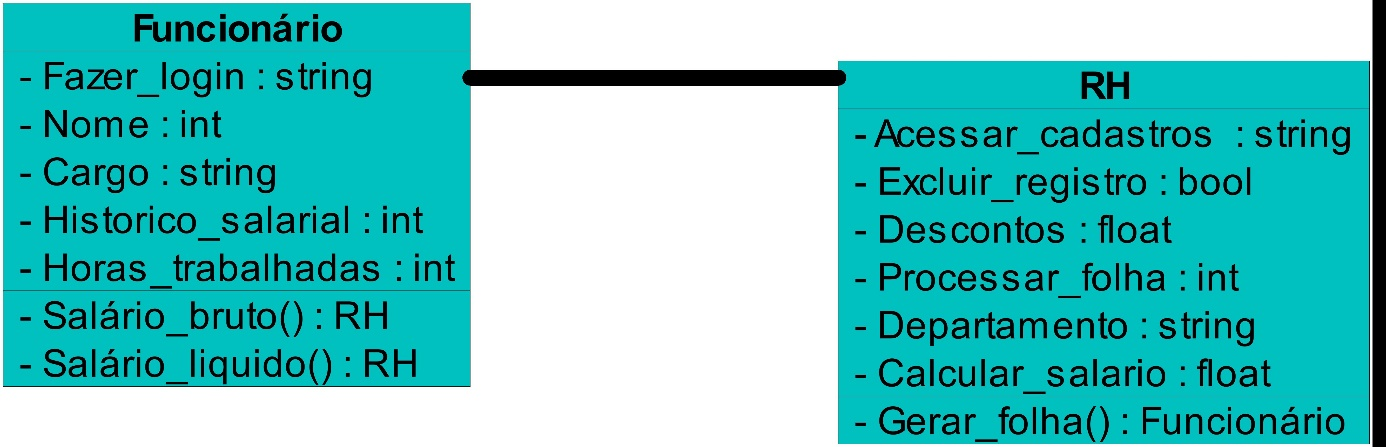 Funcionário
- Fazer_login : string
- Nome : int
- Cargo : string
- Historico_salarial : int
- Horas_trabalhadas : int
- Salário_bruto() : RH
- Salário_liquido() : RH
RH
- Acessar_cadastros : string
- Excluir_registro : bool
- Descontos : float
- Processar_folha : int
- Departamento : string
- Calcular_salario : float
- Gerar_folha() : Funcionário